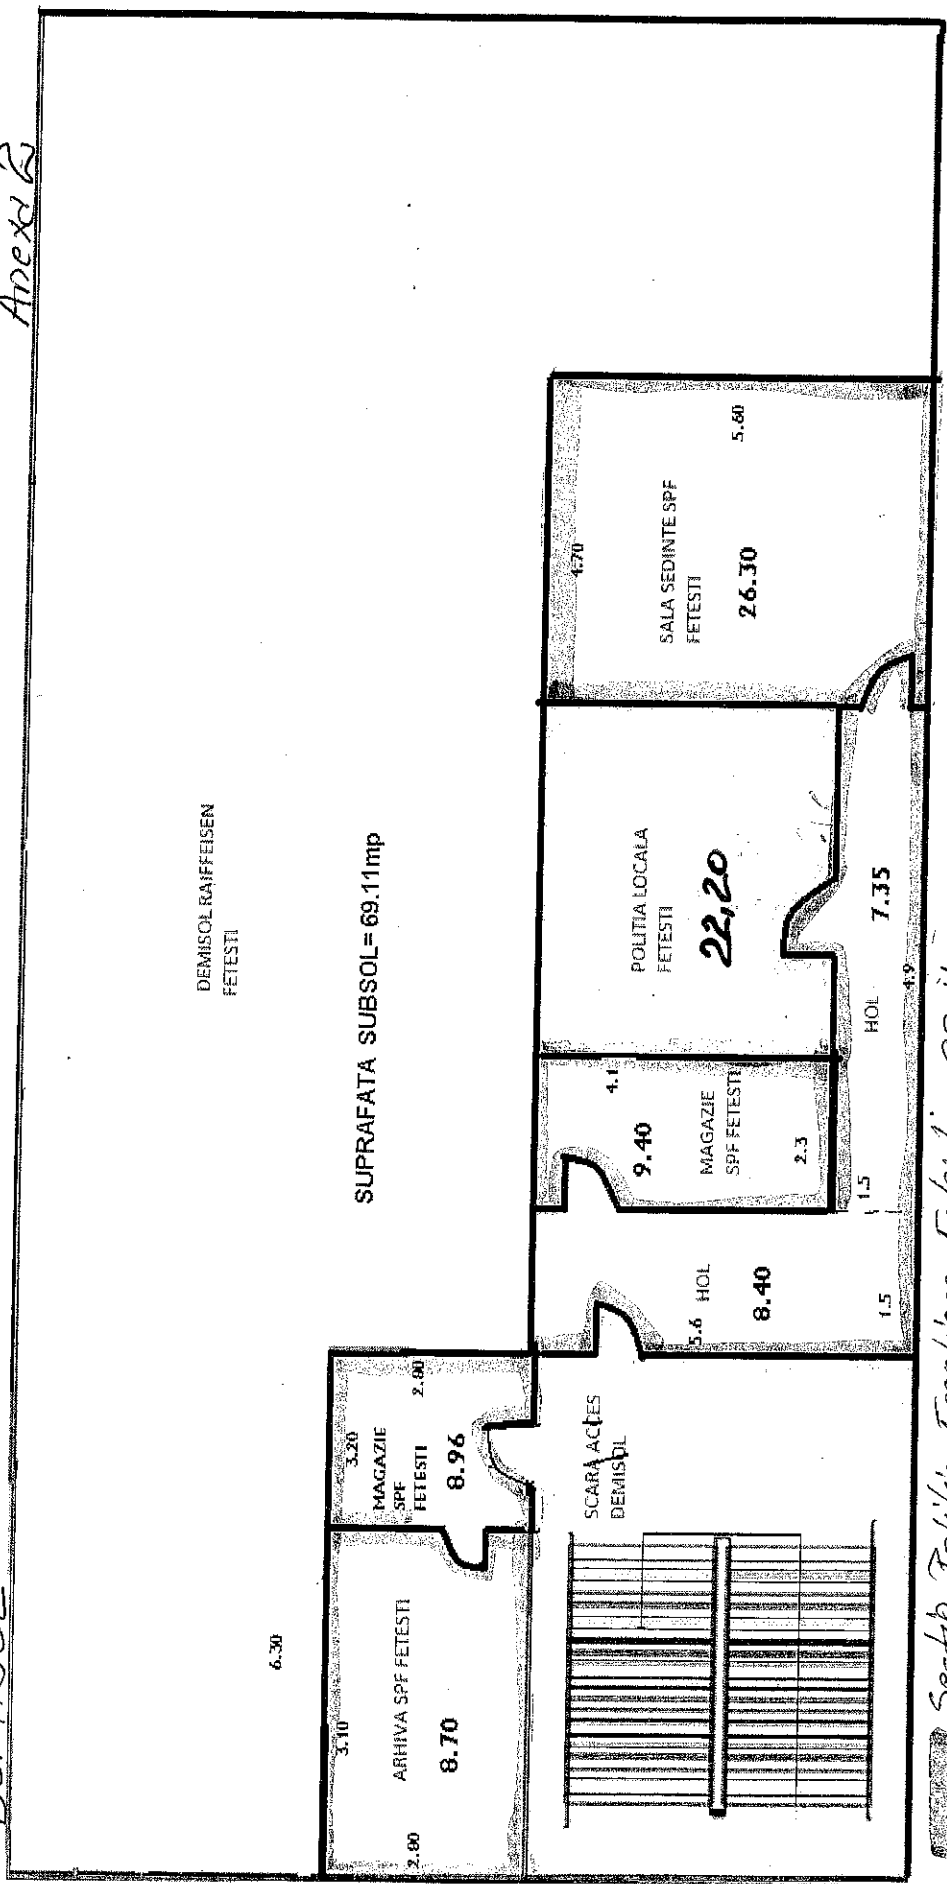 Anexa 2
DEMISOL RAIFFEISEN
FETESTI
SUPRAFATA SUBSOL= 69.11mp
6.30
3.10
ARHIVA SPF FETESTI
8.70
2.80
3.20
MAGAZIE
SPF
FETESTI
8.96
2.80
SCARA ACCES
DEMISOL
5.6 HOL
8.40
1.5
4.1
9.40
MAGAZIE
SPF FETESTI
2.3
1.5
HOL
7.35
4.9
POLITIA LOCALA
FETESTI
22,20
4.70
SALA SEDINTE SPF
FETESTI
26.30
5.60